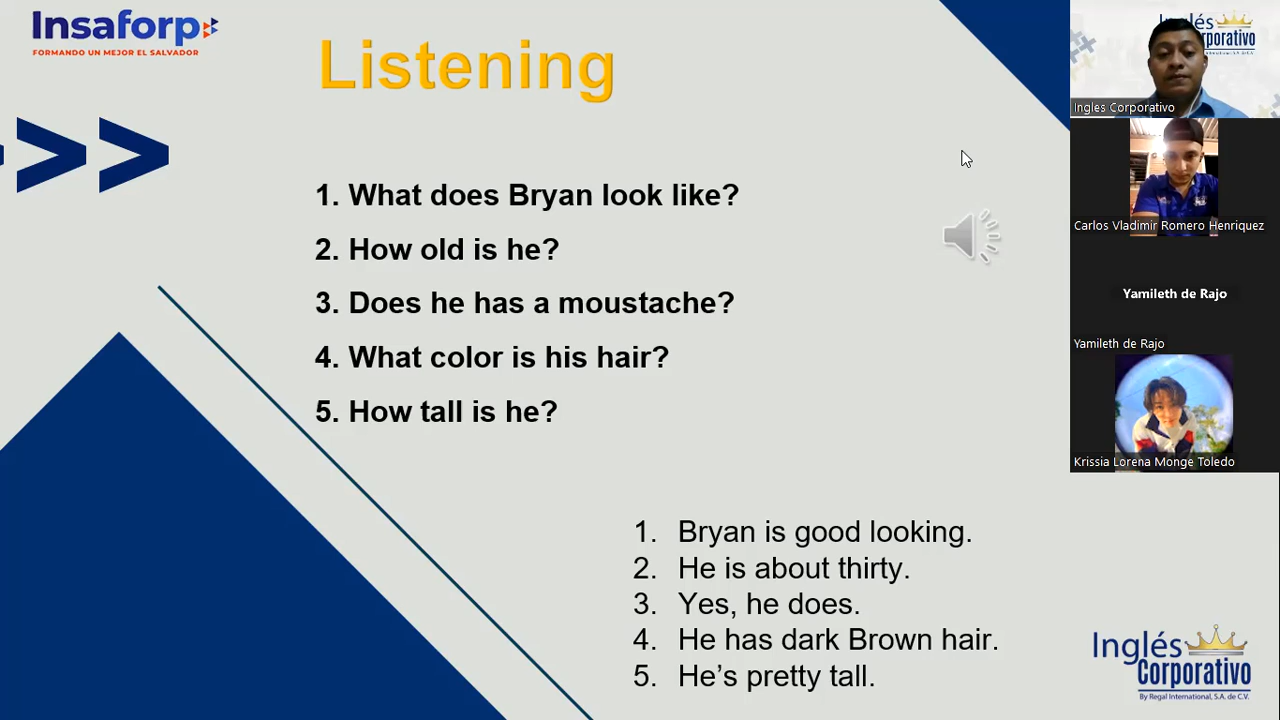 Insaforp
FORMANDO UN MEJOR EL SALVADOR
Listening
1. What does Bryan look like?
2. How old is he?
3. Does he has a moustache?
4. What color is his hair?
5. How tall is he?
1. Bryan is good looking.
2. He is about thirty.
3. Yes, he does.
4. He has dark Brown hair.
5. He's pretty tall.
Inglés
Corporativo
By Regal International, S.A. de C.V.
Inglés
Corporativo
Ingles Corporativo
Carlos Vladimir Romero Henriquez
Yamileth de Rajo
Yamileth de Rajo
Krissia Lorena Monge Toledo